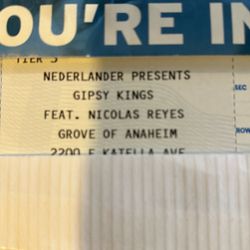 YOU'RE IN
TIER 3
NEDERLANDER PRESENTS
GIPSY KINGS
SEC
FEAT. NICOLAS REYES
GROVE OF ANAHEIM
ROW
2200 E KATELLA AVE